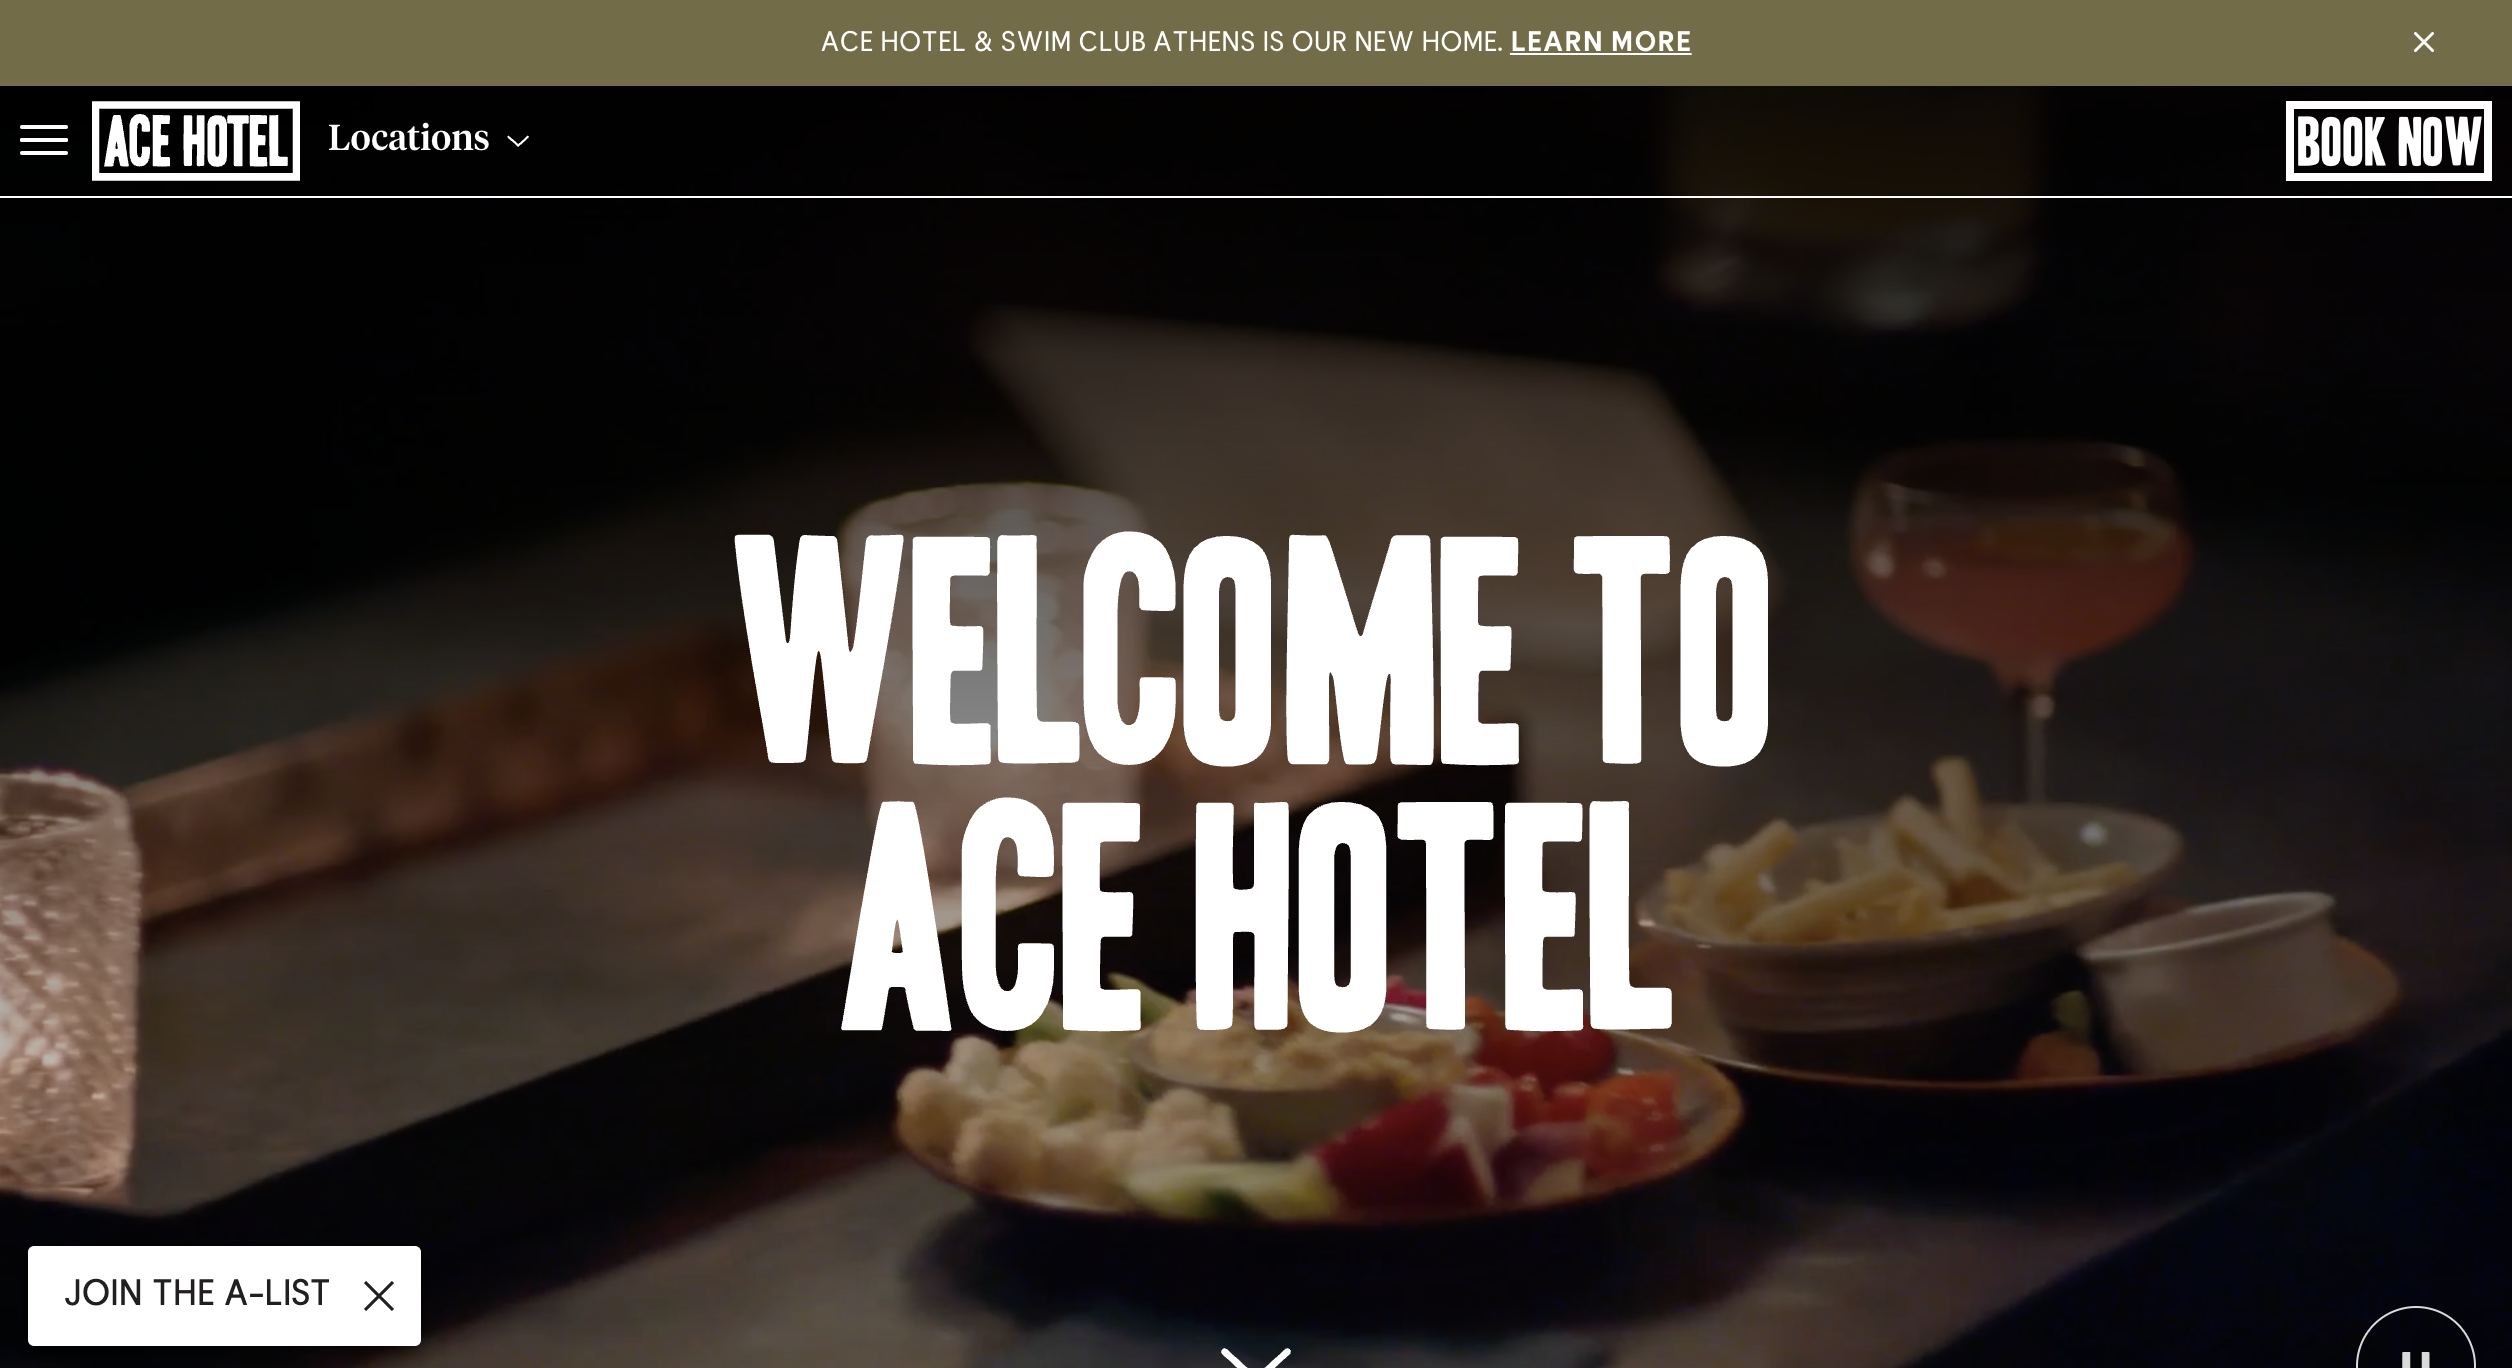 ACE HOTEL & SWIM CLUB ATHENS IS OUR NEW HOME. LEARN MORE
ACE HOTEL
Locations
BOOK NOW
WELCOME TO
ACE HOTEL
JOIN THE A-LIST